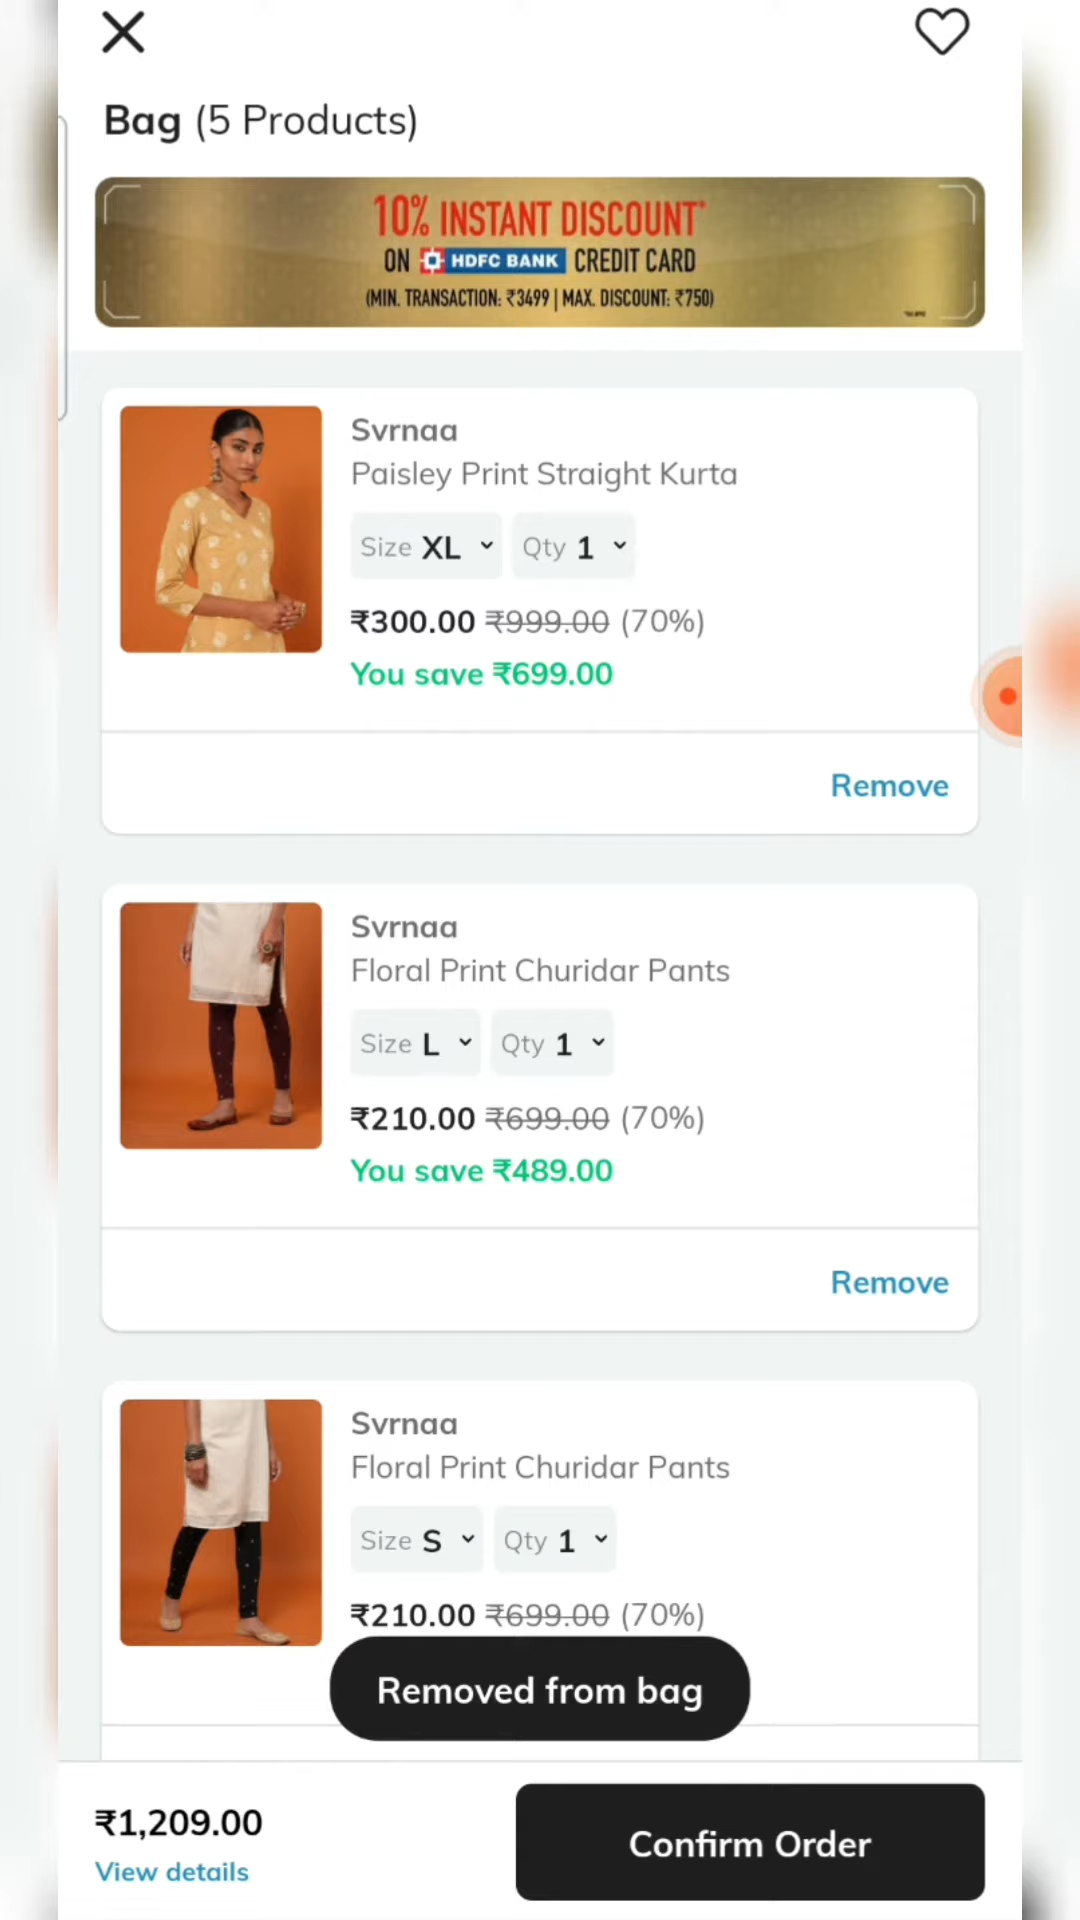 Bag (5 Products)
10% INSTANT DISCOUNT*
ON HDFC BANK CREDIT CARD
(MIN. TRANSACTION: ₹3499 | MAX. DISCOUNT: ₹750)
Svrnaa
Paisley Print Straight Kurta
Size XL Qty 1
₹300.00 ₹999.00 (70%)
You save ₹699.00
Remove
Svrnaa
Floral Print Churidar Pants
Size L Qty 1
₹210.00 ₹699.00 (70%)
You save ₹489.00
Remove
Svrnaa
Floral Print Churidar Pants
Size S Qty 1
₹210.00 ₹699.00 (70%)
Removed from bag
₹1,209.00
View details
Confirm Order